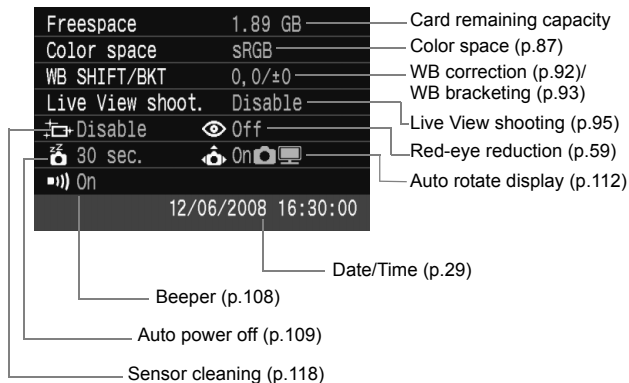 Freespace 1.89 GB
Card remaining capacity
Color space sRGB
Color space (p.87)
WB SHIFT/BKT 0,0/±0
WB correction (p.92)/
WB bracketing (p.93)
Live View shoot. Disable
Live View shooting (p.95)
Disable Off
Red-eye reduction (p.59)
30 sec. On
Auto rotate display (p.112)
On
12/06/2008 16:30:00
Date/Time (p.29)
Beeper (p.108)
Auto power off (p.109)
Sensor cleaning (p.118)